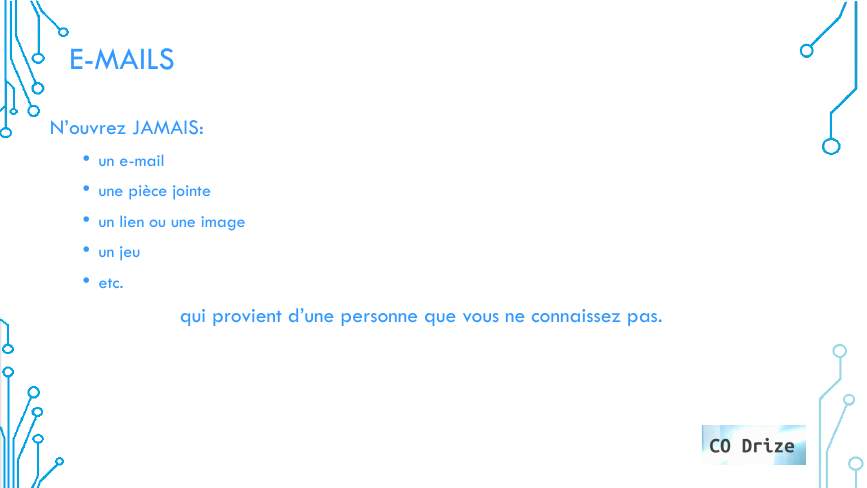 E-MAILS
N'ouvrez JAMAIS:
• un e-mail
• une pièce jointe
• un lien ou une image
• un jeu
• etc.
qui provient d'une personne que vous ne connaissez pas.
CO Drize